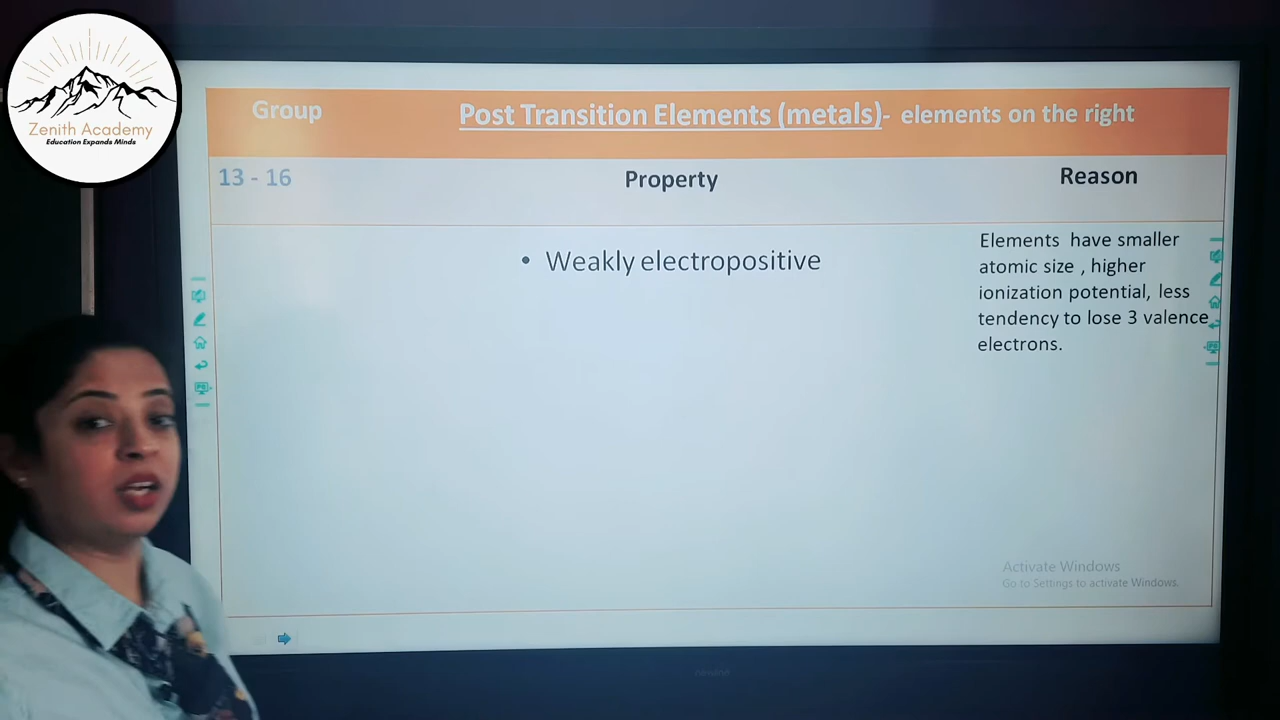 Zenith Academy
Education Expands Minds
Group
Post Transition Elements (metals)- elements on the right
13 - 16
Property
Reason
• Weakly electropositive
Elements have smaller
atomic size , higher
ionization potential, less
tendency to lose 3 valence
electrons.
Activate Windows
Go to Settings to activate Windows.